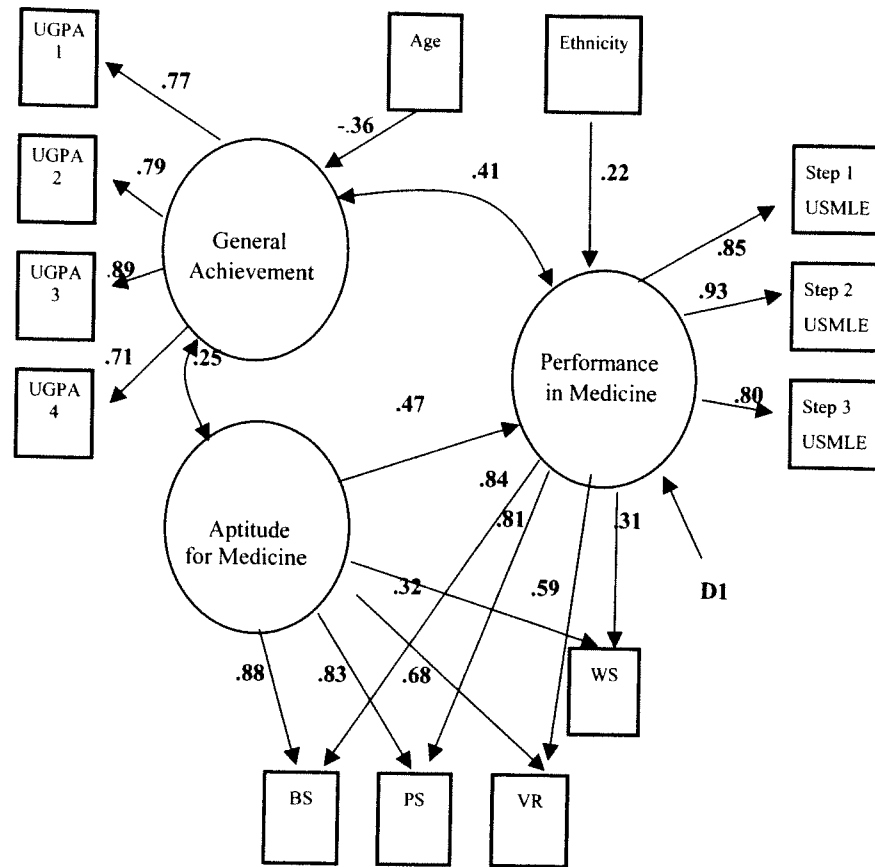 UGPA
1
Age
Ethnicity
.77
-.36
UGPA
2
.79
.41
.22
Step 1
USMLE
.85
General
Achievement
UGPA
3
.89
.93
Step 2
USMLE
.71
.25
UGPA
4
Performance
in Medicine
.80
Step 3
USMLE
.47
.84
.81
.31
Aptitude
for Medicine
.32
.59
D1
.88
.83
.68
WS
BS
PS
VR